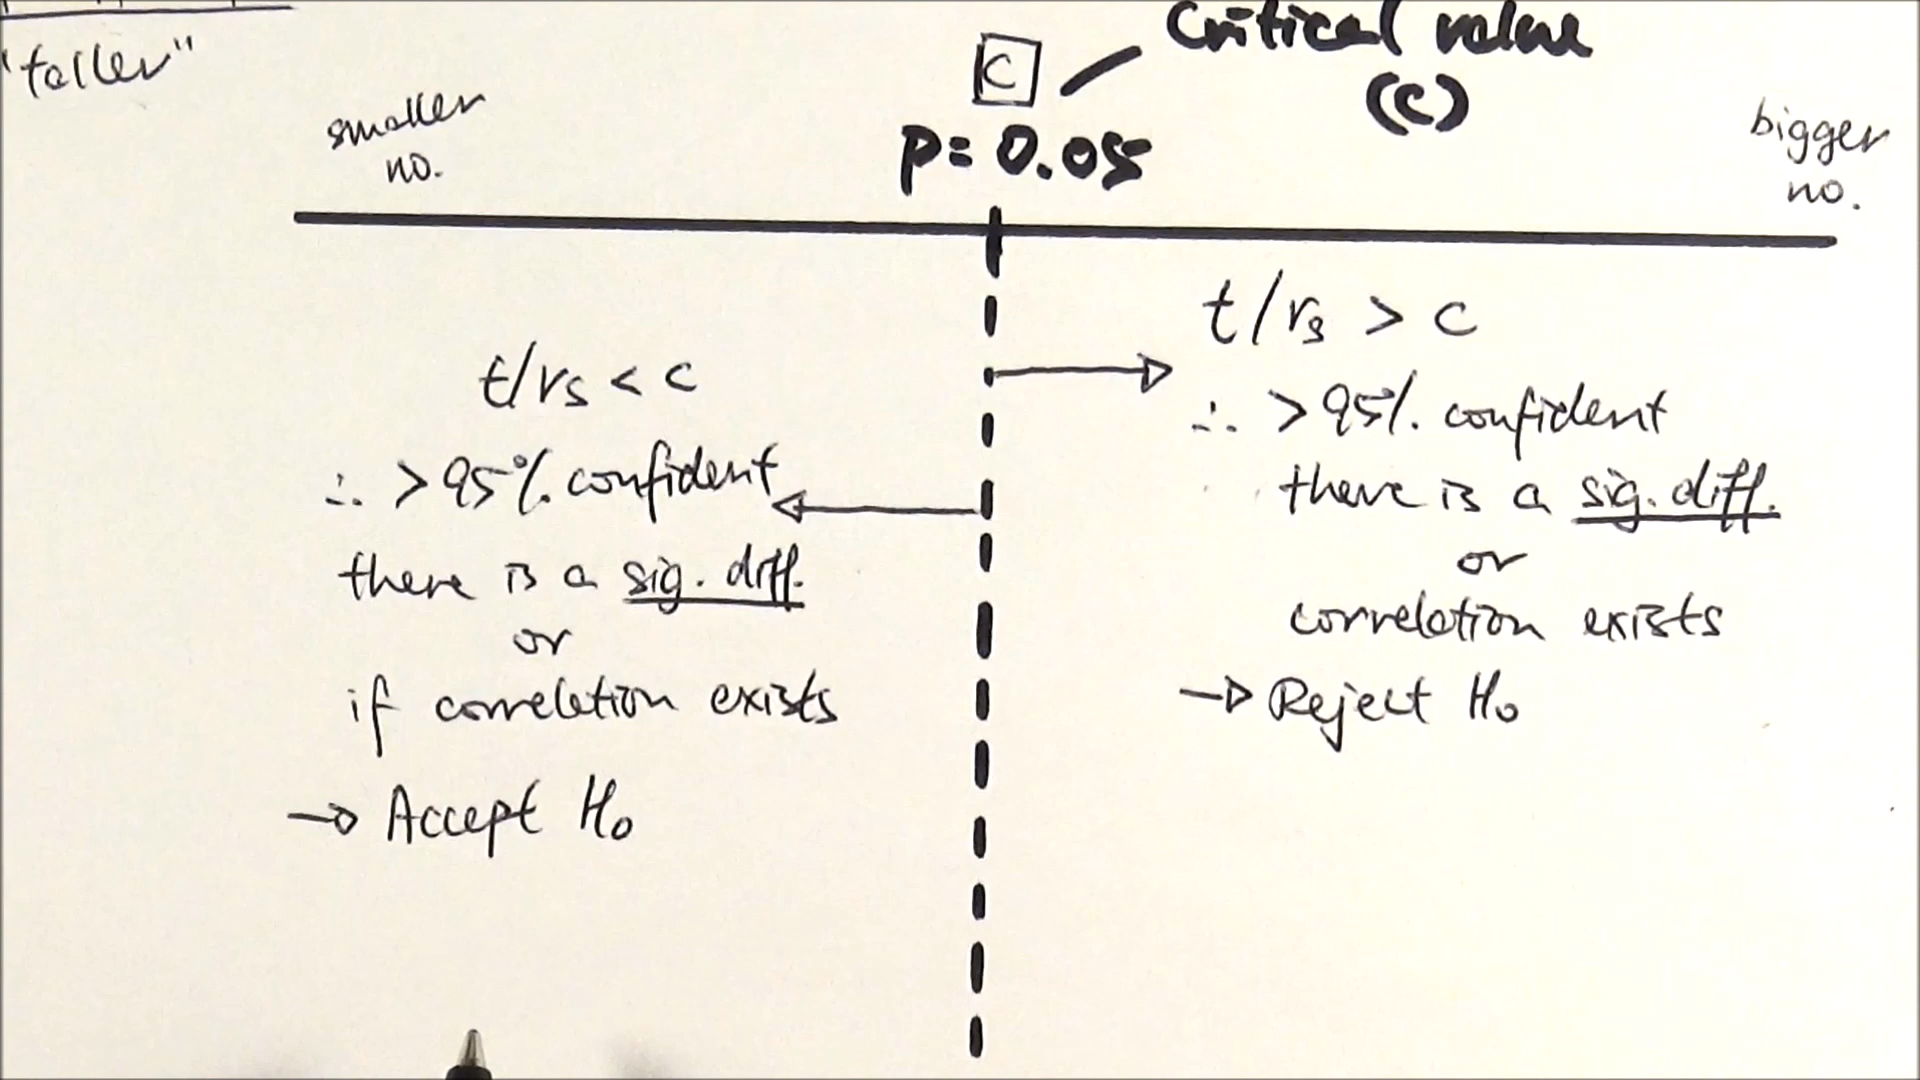 "taller"
Critical value
(c)
C
p = 0.05
smaller
no.
bigger
no.
t/rs < c
∴ > 95% confident
there is a sig. diff.
or
if correlation exists
→ Accept H₀
t/rs > c
∴ > 95% confident
there is a sig. diff.
or
correlation exists
→ Reject H₀